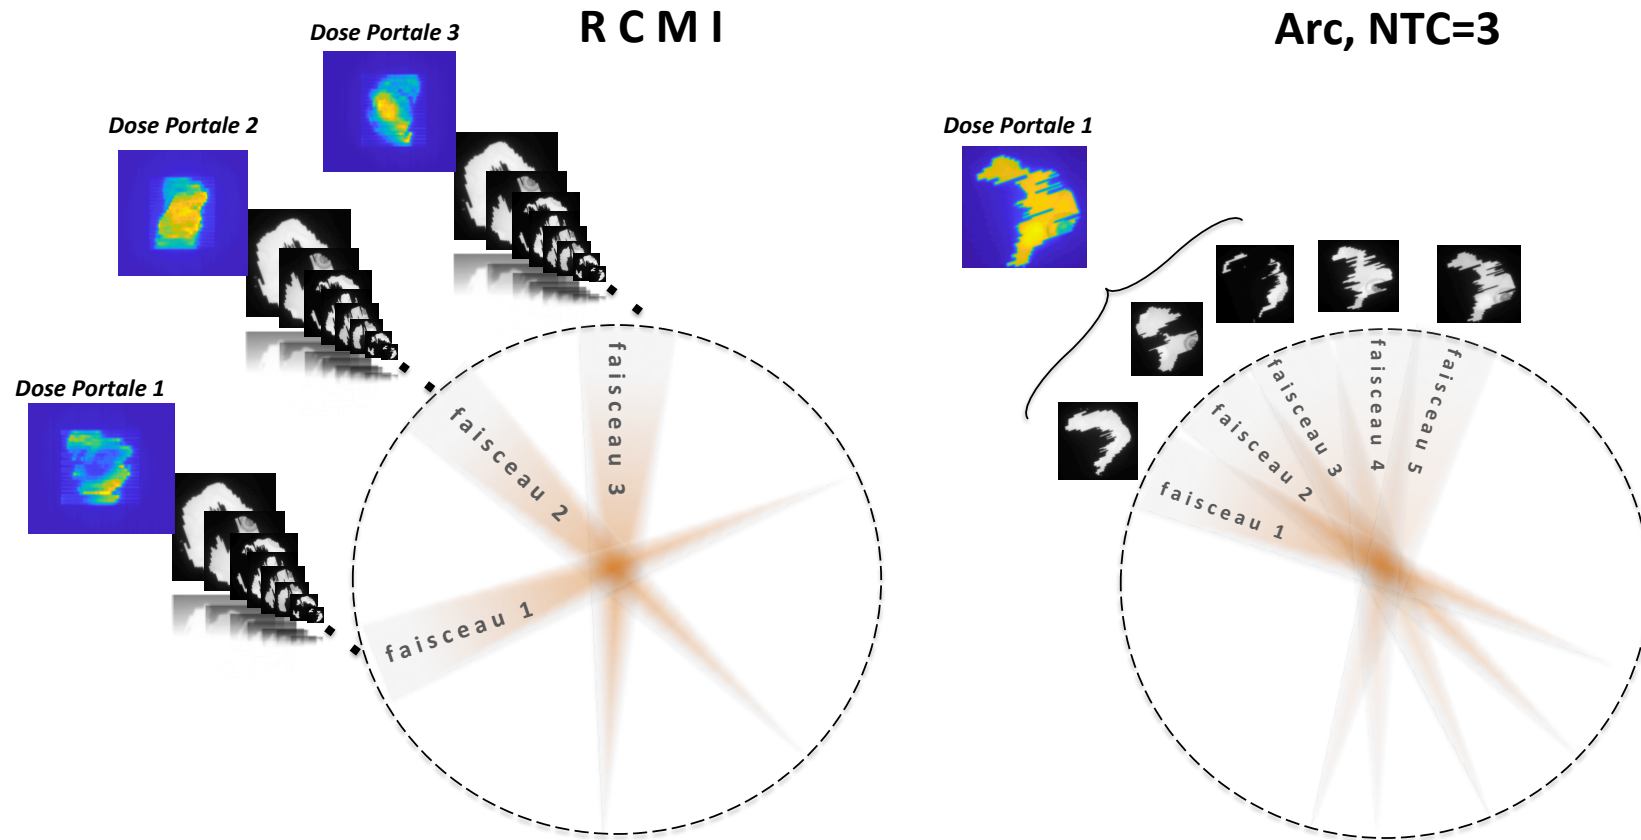 R C M I
Arc, NTC=3
Dose Portale 3
Dose Portale 2
Dose Portale 1
Dose Portale 1
faisceau 1
faisceau 2
faisceau 3
faisceau 1
faisceau 2
faisceau 3
faisceau 4
faisceau 5